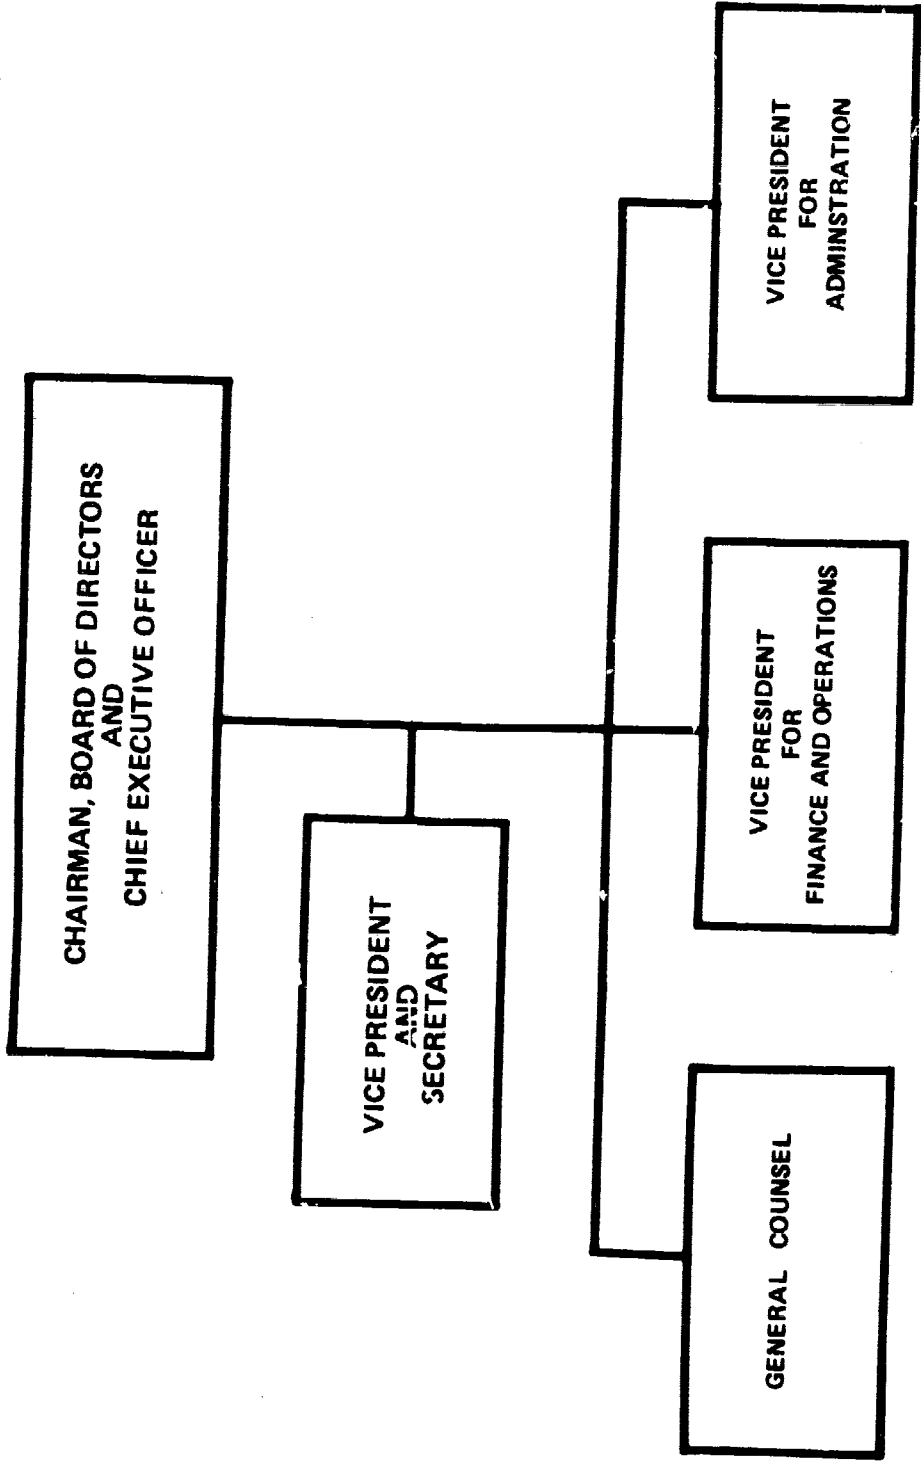 CHAIRMAN, BOARD OF DIRECTORS
AND
CHIEF EXECUTIVE OFFICER
VICE PRESIDENT
AND
SECRETARY
GENERAL COUNSEL
VICE PRESIDENT
FOR
FINANCE AND OPERATIONS
VICE PRESIDENT
FOR
ADMINSTRATION